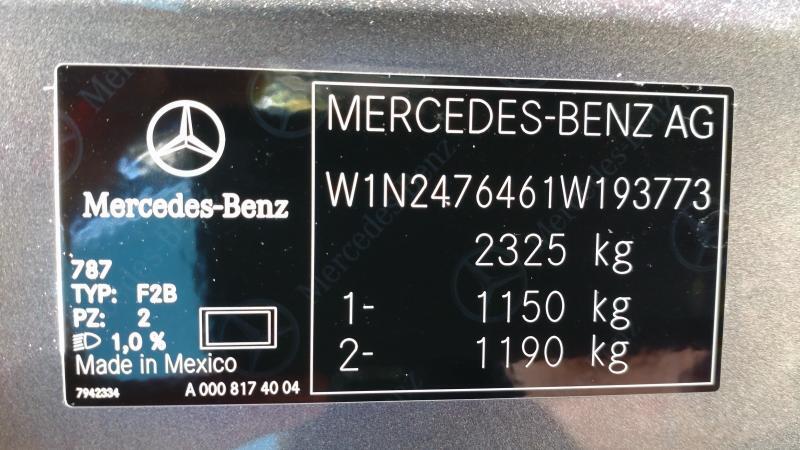 Mercedes-Benz
787
TYP: F2B
PZ: 2
1,0 %
Made in Mexico
7942334
A 000 817 40 04
MERCEDES-BENZ AG
W1N2476461W193773
2325 kg
1- 1150 kg
2- 1190 kg